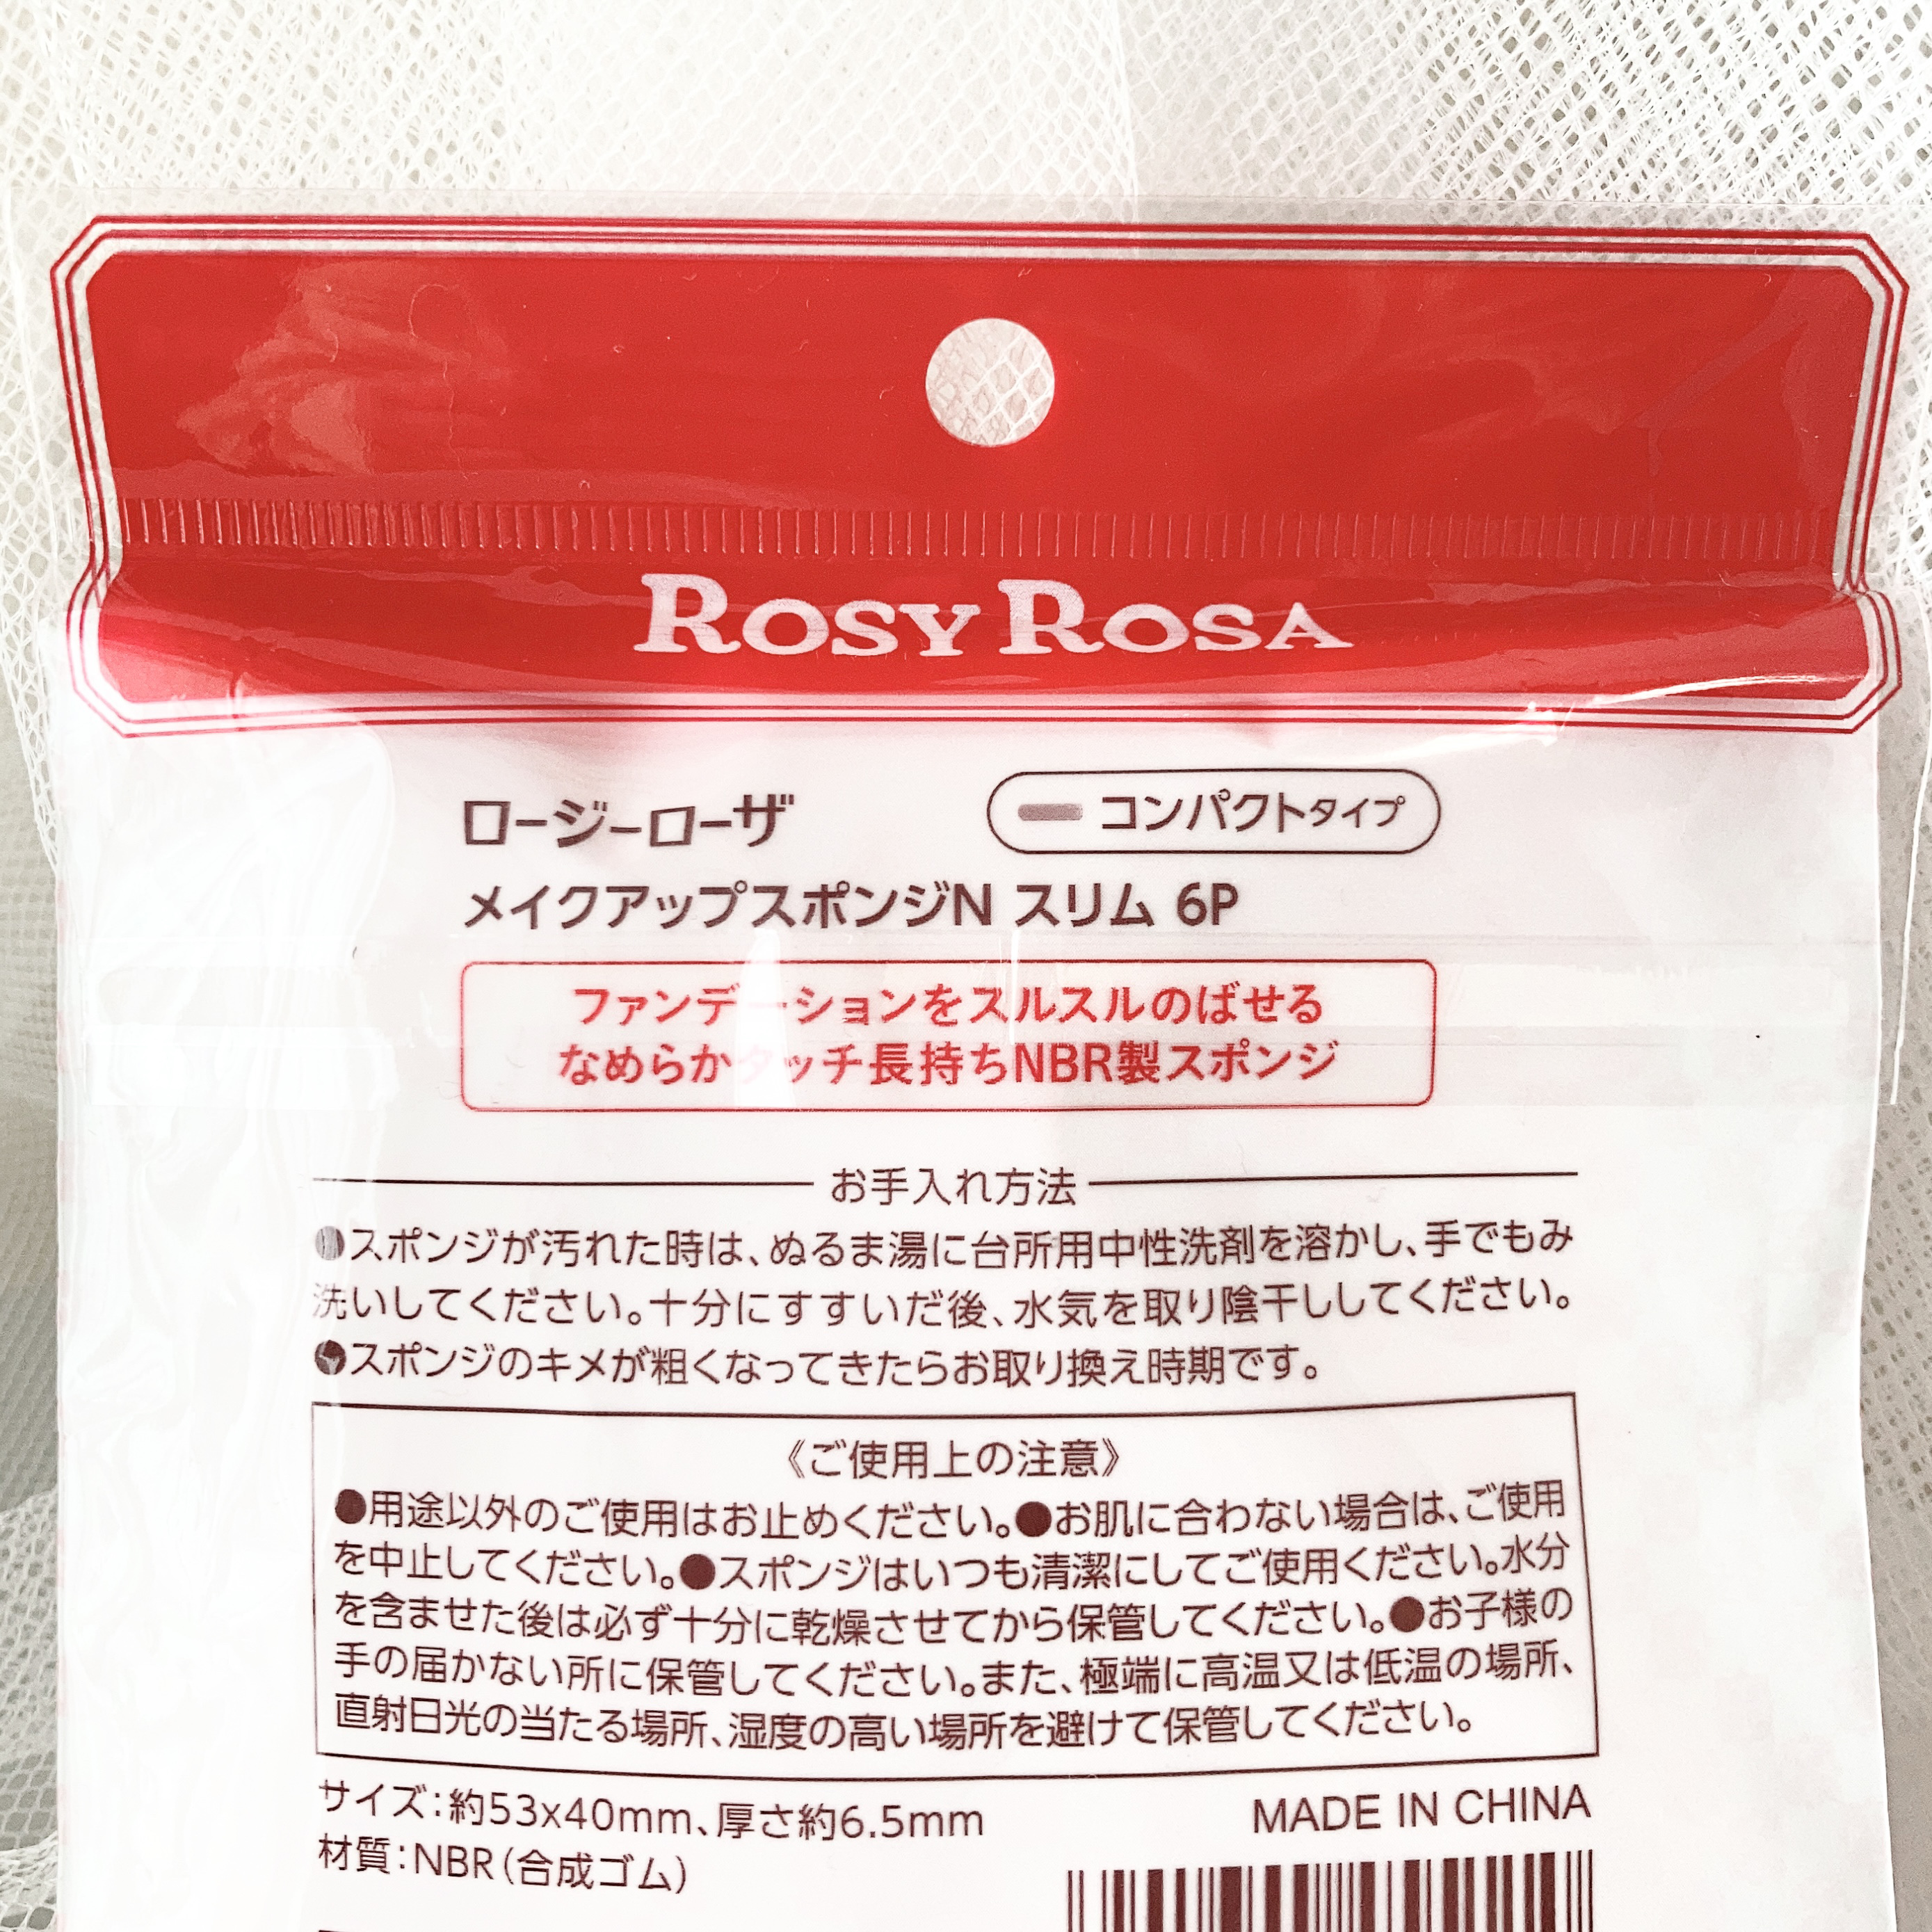 ROSY ROSA
ロージーローザ
コンパクトタイプ
メイクアップスポンジN スリム 6P
ファンデーションをスルスルのばせる
なめらかタッチ長持ちNBR製スポンジ
お手入れ方法
●スポンジが汚れた時は、ぬるま湯に台所用中性洗剤を溶かし、手でもみ
洗いしてください。十分にすすいだ後、水気を取り陰干ししてください。
●スポンジのキメが粗くなってきたらお取り換え時期です。
《ご使用上の注意》
●用途以外のご使用はお止めください。●お肌に合わない場合は、ご使用
を中止してください。●スポンジはいつも清潔にしてご使用ください。水分
を含ませた後は必ず十分に乾燥させてから保管してください。●お子様の
手の届かない所に保管してください。また、極端に高温又は低温の場所、
直射日光の当たる場所、湿度の高い場所を避けて保管してください。
サイズ：約53x40mm、厚さ約6.5mm
MADE IN CHINA
材質：NBR（合成ゴム）